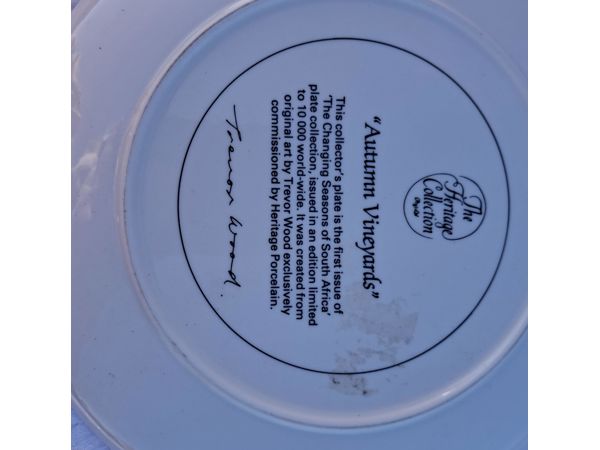 The
Heritage
Collection
"Autumn Vineyards"
This collector's plate is the first issue of
'The Changing Seasons of South Africa'
plate collection, issued in an edition limited
to 10 000 world-wide. It was created from
original art by Trevor Wood exclusively
commissioned by Heritage Porcelain.
Trevor Wood.